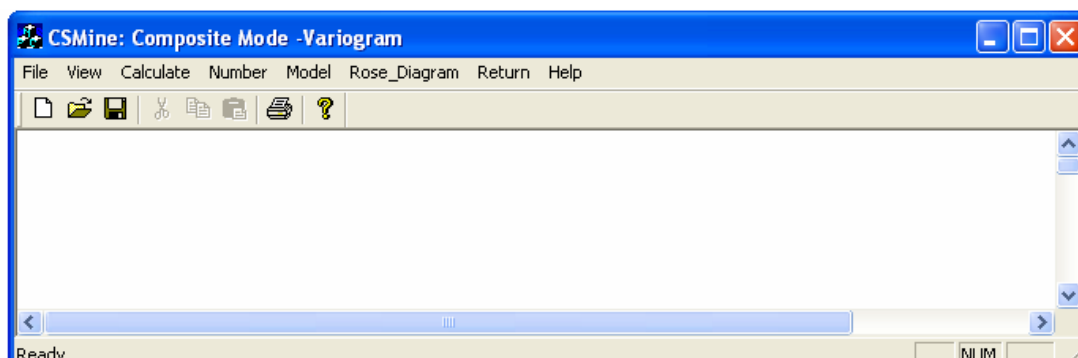 CSMine: Composite Mode -Variogram
File View Calculate Number Model Rose_Diagram Return Help
Ready NUM